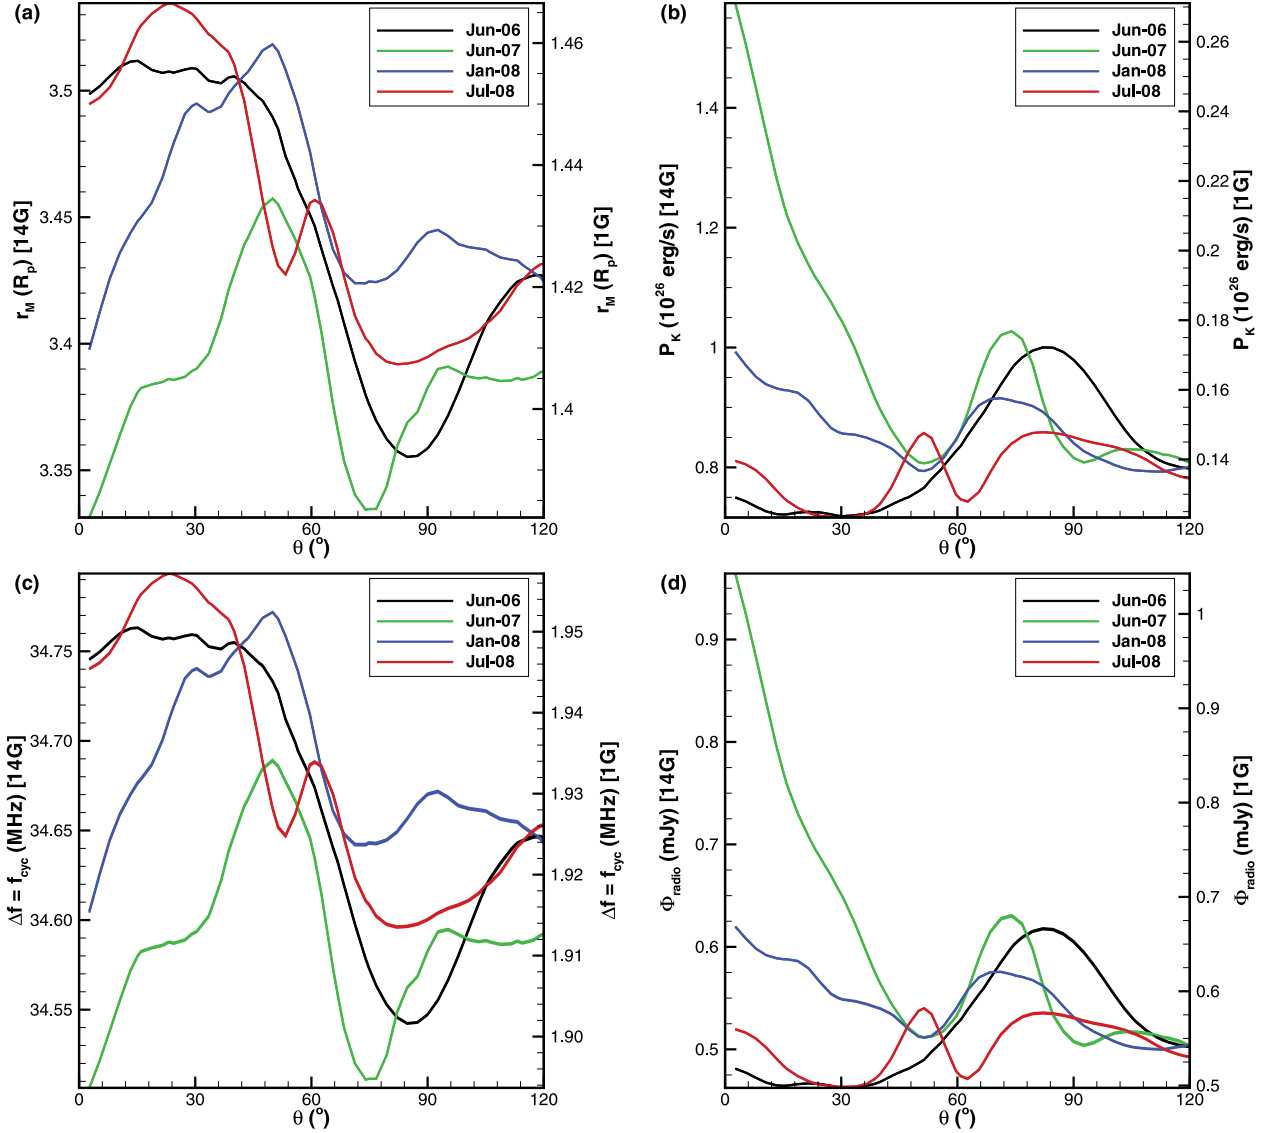 (a)
Jun-06
Jun-07
Jan-08
Jul-08
3.5
3.45
3.4
3.35
r_M (R_p) [14G]
1.46
1.44
1.42
1.4
r_M (R_p) [1G]
0 30 60 90 120
θ (°)
(b)
Jun-06
Jun-07
Jan-08
Jul-08
1.4
1.2
1
0.8
P_K (10^26 erg/s) [14G]
0.26
0.24
0.22
0.2
0.18
0.16
0.14
P_K (10^26 erg/s) [1G]
0 30 60 90 120
θ (°)
(c)
Jun-06
Jun-07
Jan-08
Jul-08
34.75
34.70
34.65
34.60
34.55
Δf = f_cyc (MHz) [14G]
1.95
1.94
1.93
1.92
1.91
1.90
Δf = f_cyc (MHz) [1G]
0 30 60 90 120
θ (°)
(d)
Jun-06
Jun-07
Jan-08
Jul-08
0.9
0.8
0.7
0.6
0.5
Φ_radio (mJy) [14G]
1
0.9
0.8
0.7
0.6
0.5
Φ_radio (mJy) [1G]
0 30 60 90 120
θ (°)